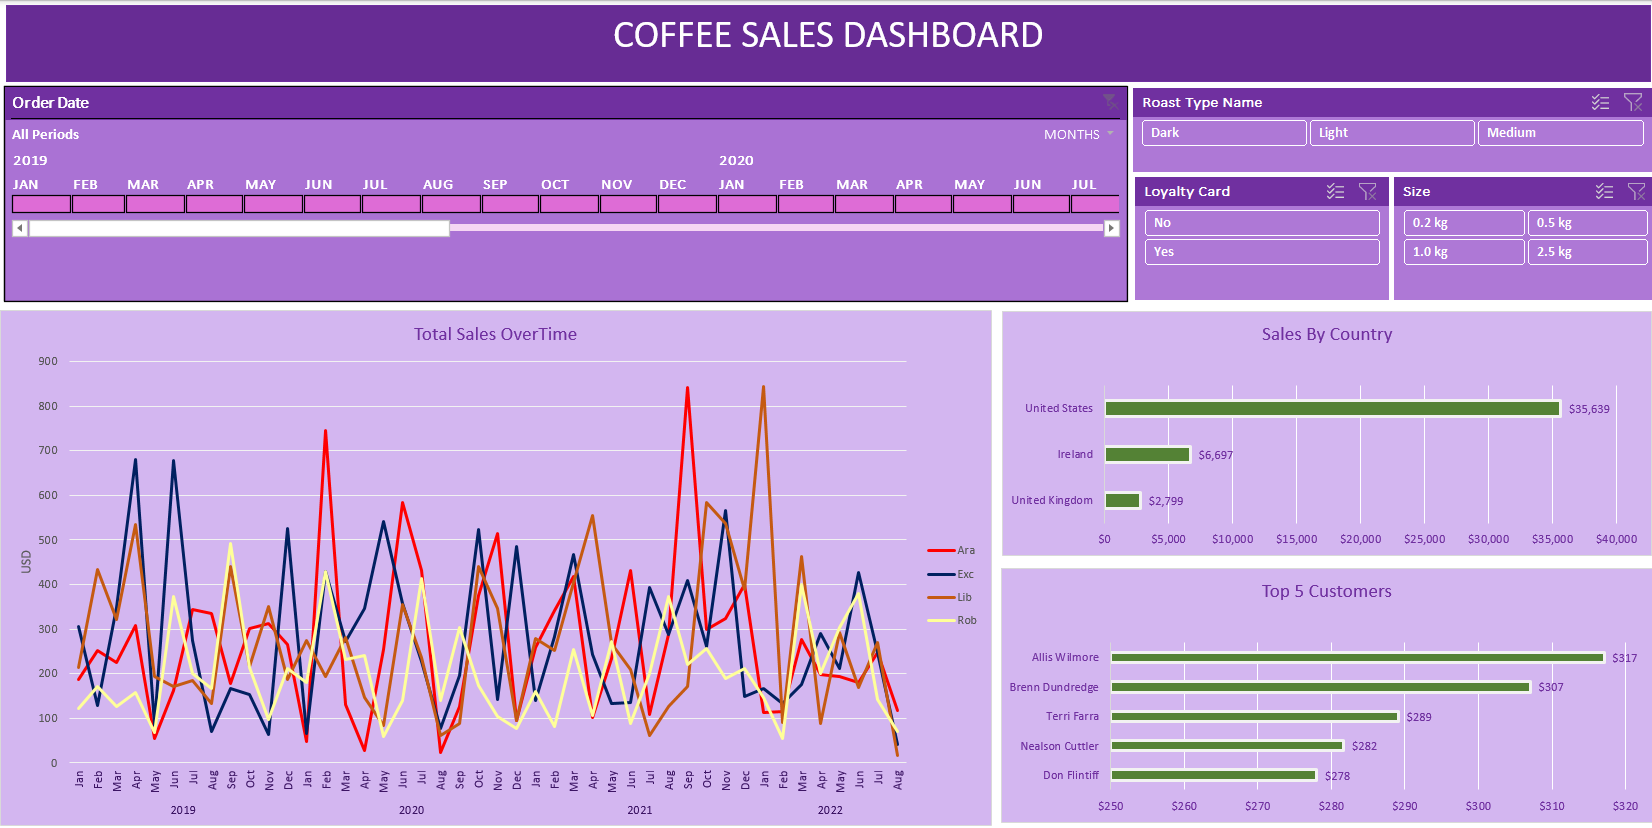 COFFEE SALES DASHBOARD
Order Date
All Periods
MONTHS
2019 2020
JAN FEB MAR APR MAY JUN JUL AUG SEP OCT NOV DEC JAN FEB MAR APR MAY JUN JUL
Roast Type Name
Dark Light Medium
Loyalty Card
No
Yes
Size
0.2 kg 0.5 kg
1.0 kg 2.5 kg
Total Sales OverTime
900
800
700
600
500
400
300
200
100
0
USD
Jan Feb Mar Apr May Jun Jul Aug Sep Oct Nov Dec Jan Feb Mar Apr May Jun Jul Aug Sep Oct Nov Dec Jan Feb Mar Apr May Jun Jul Aug Sep Oct Nov Dec Jan Feb Mar Apr May Jun Jul Aug
2019 2020 2021 2022
Ara
Exc
Lib
Rob
Sales By Country
United States $35,639
Ireland $6,697
United Kingdom $2,799
$0 $5,000 $10,000 $15,000 $20,000 $25,000 $30,000 $35,000 $40,000
Top 5 Customers
Allis Wilmore $317
Brenn Dundredge $307
Terri Farra $289
Nealson Cuttler $282
Don Flintiff $278
$250 $260 $270 $280 $290 $300 $310 $320